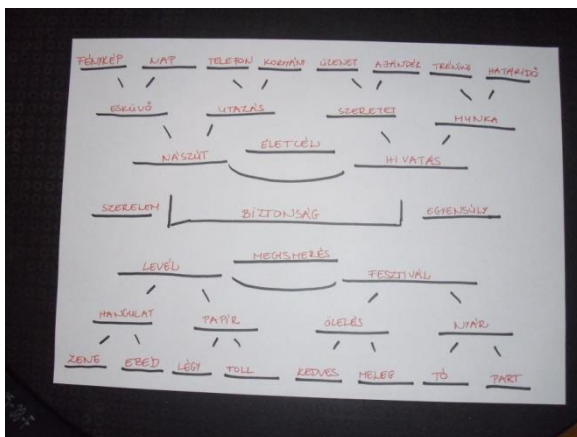 FÉNYKÉP NAP TELEFON KORMÁNY ÜZENET AJÁNDÉK TRÉNING HATÁRIDŐ
ESKÜVŐ UTAZÁS SZERETET MUNKA
ÉLETCÉL
NÁSZÚT HIVATÁS
SZERELEM BIZTONSÁG EGYENSÚLY
MEGISMERÉS
LEVÉL FESZTIVÁL
HANGULAT PAPÍR ÖLELÉS NYÁR
ZENE EBÉD LÉGY TOLL KEDVES MELEG TÓ PART